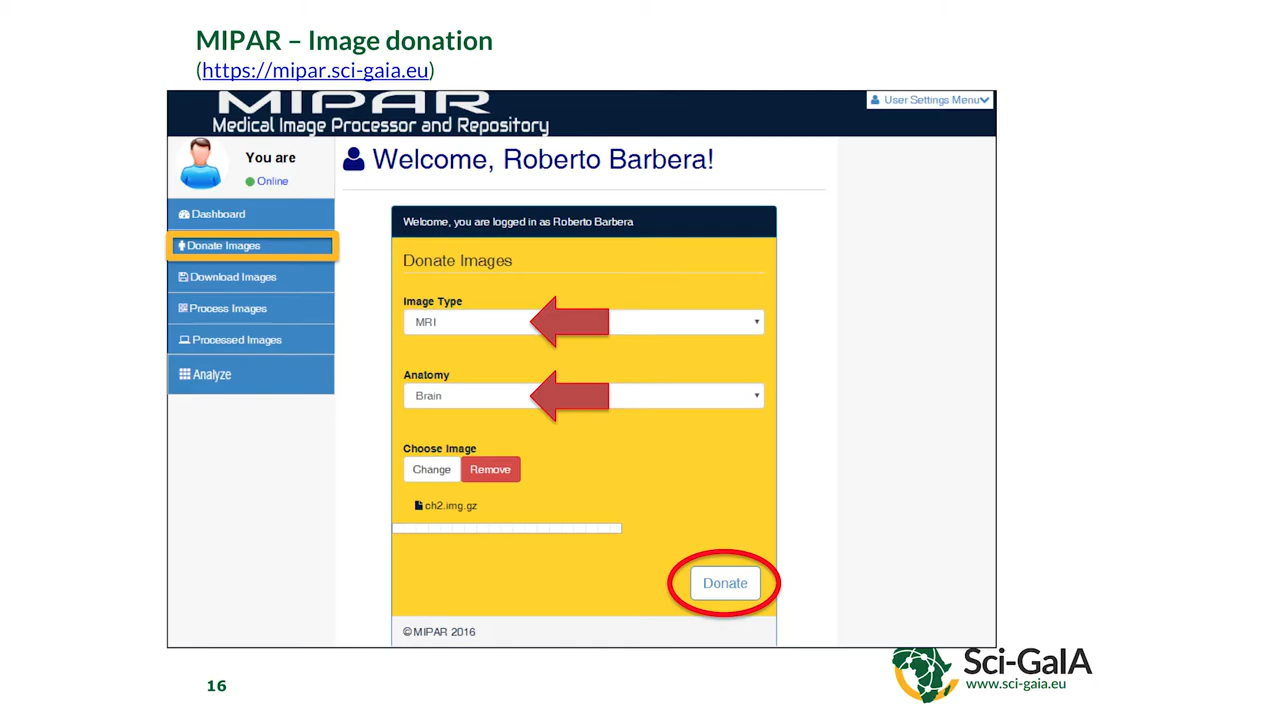 MIPAR – Image donation
(https://mipar.sci-gaia.eu)
MIPAR
Medical Image Processor and Repository
User Settings Menu
You are
Online
Dashboard
Donate Images
Download Images
Process Images
Processed Images
Analyze
Welcome, Roberto Barbera!
Welcome, you are logged in as Roberto Barbera
Donate Images
Image Type
MRI
Anatomy
Brain
Choose Image
Change Remove
ch2.img.gz
Donate
©MIPAR 2016
16
Sci-GaIA
www.sci-gaia.eu